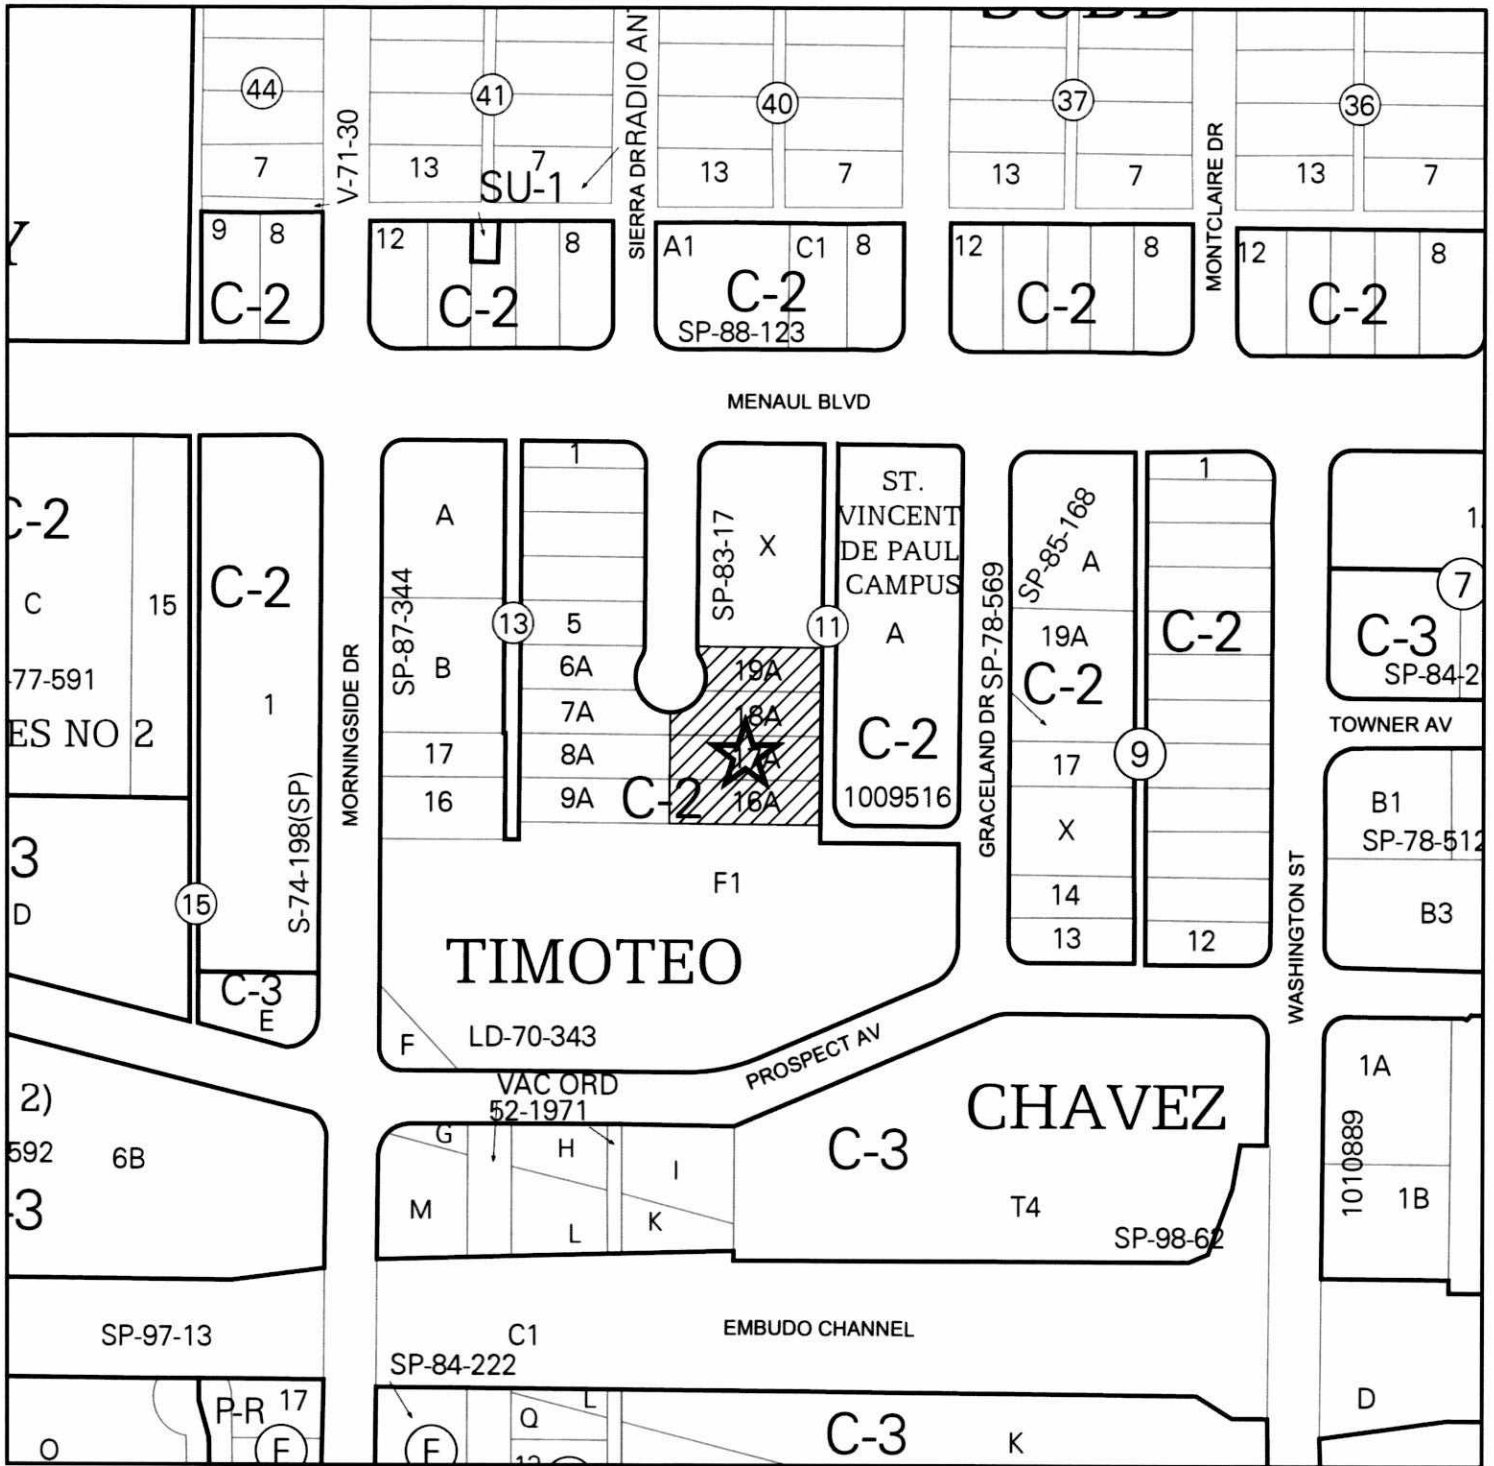 44
41
40
37
36
V-71-30
SIERRA DR
RADIO AN
MONTCLAIRE DR
7
13
7
13
7
13
7
13
7
SU-1
Y
9 8
C-2
12 8
C-2
A1 C1 8
C-2
SP-88-123
12 8
C-2
12 8
C-2
MENAUL BLVD
C-2
C
15
-77-591
ES NO 2
C-2
1
S-74-198(SP)
MORNINGSIDE DR
A
SP-87-344
B
17
16
13
1
5
6A
7A
8A
9A
C-2
SP-83-17
X
19A
18A
16A
11
ST.
VINCENT
DE PAUL
CAMPUS
A
C-2
1009516
GRACELAND DR
SP-78-569
SP-85-168
A
19A
C-2
17
X
14
13
9
1
C-2
12
WASHINGTON ST
7
C-3
SP-84-2
TOWNER AV
B1
SP-78-512
B3
3
D
15
C-3
E
F1
TIMOTEO
F
LD-70-343
PROSPECT AV
VAC ORD
52-1971
2)
592
6B
-3
G
H
I
M
L
K
CHAVEZ
C-3
T4
SP-98-62
1A
1010889
1B
SP-97-13
C1
EMBUDO CHANNEL
SP-84-222
D
O
P-R
17
F
F
Q
L
C-3
K